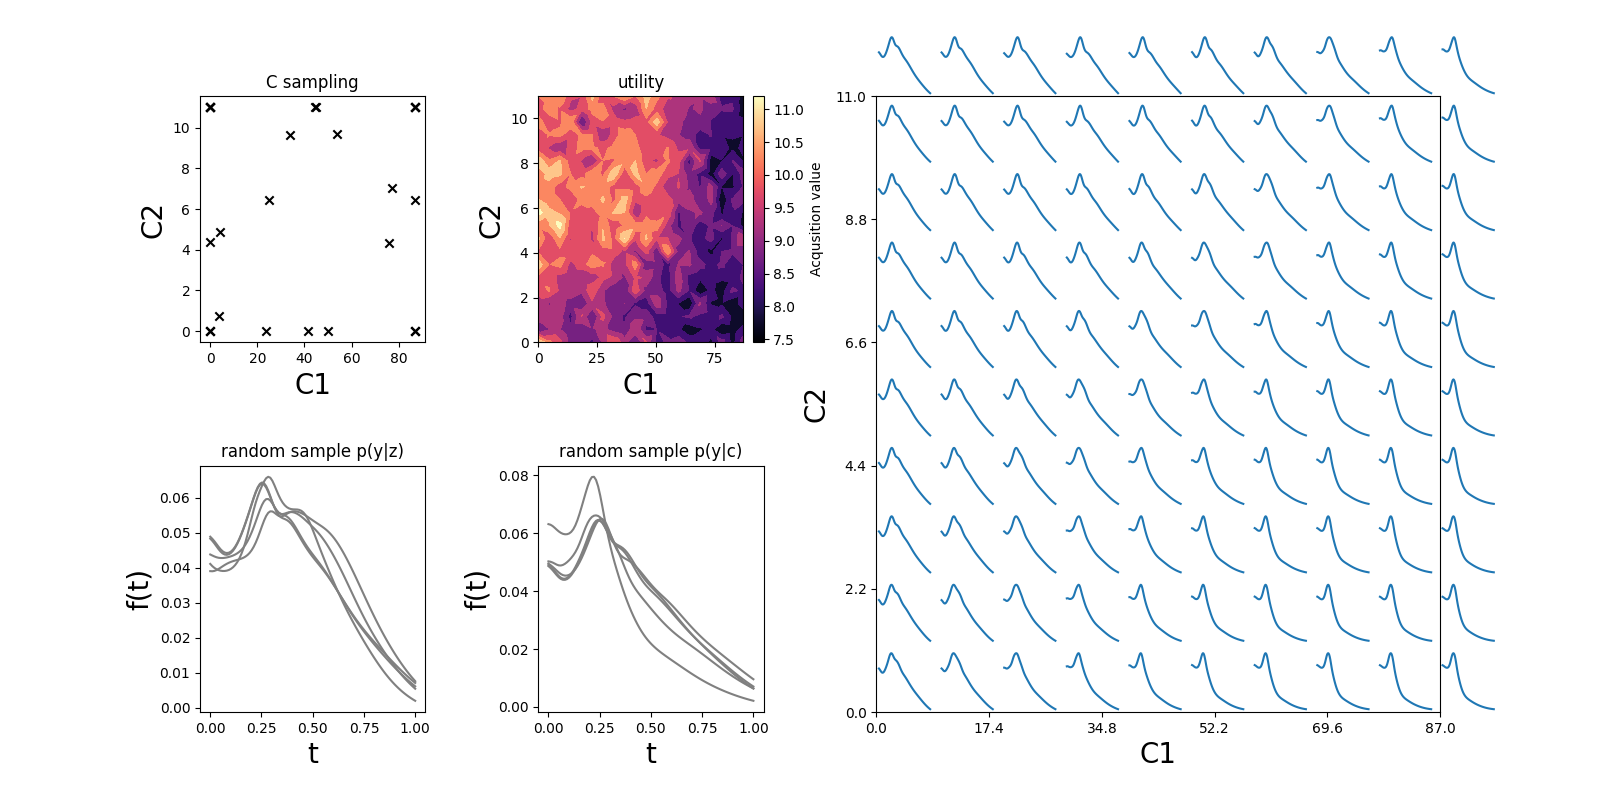 C sampling
10
8
6
4
2
0
C2
0 20 40 60 80
C1
utility
10
8
6
4
2
0
C2
0 25 50 75
C1
11.0
10.5
10.0
9.5
9.0
8.5
8.0
7.5
Acqusition value
random sample p(y|z)
0.06
0.05
0.04
0.03
0.02
0.01
0.00
f(t)
0.00 0.25 0.50 0.75 1.00
t
random sample p(y|c)
0.08
0.06
0.04
0.02
0.00
f(t)
0.00 0.25 0.50 0.75 1.00
t
11.0
8.8
6.6
4.4
2.2
0.0
C2
0.0 17.4 34.8 52.2 69.6 87.0
C1